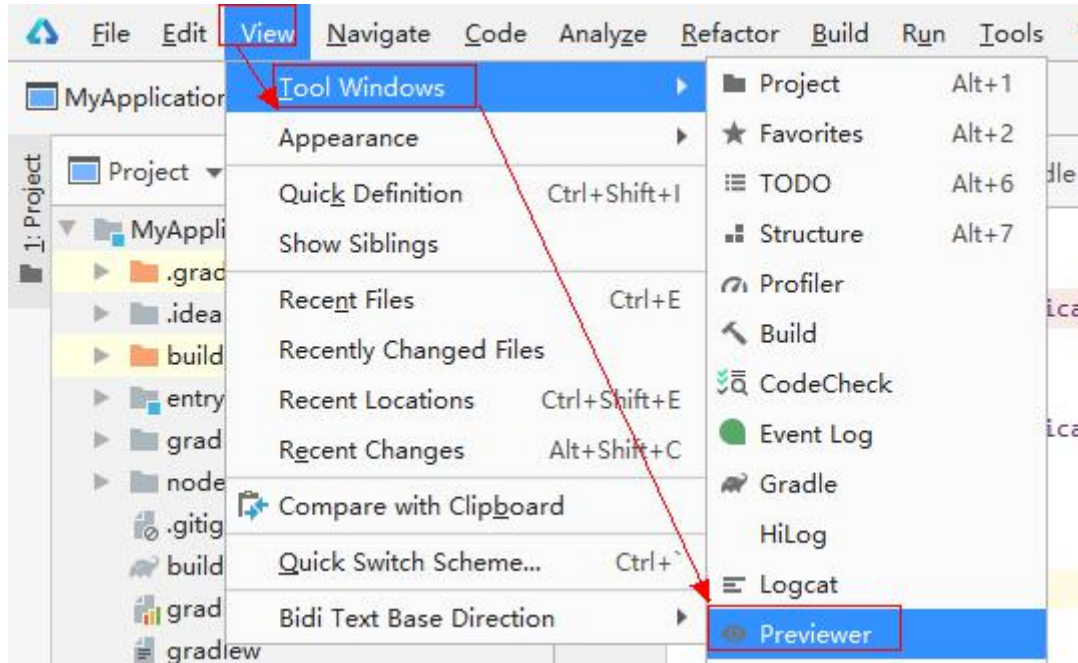 File Edit View Navigate Code Analyze Refactor Build Run Tools
MyApplication
1: Project
Project
MyAppli
.grad
.idea
build
entry
grad
node
.gitig
build
grad
gradlew
Tool Windows
Appearance
Quick Definition Ctrl+Shift+I
Show Siblings
Recent Files Ctrl+E
Recently Changed Files
Recent Locations Ctrl+Shift+E
Recent Changes Alt+Shift+C
Compare with Clipboard
Quick Switch Scheme... Ctrl+`
Bidi Text Base Direction
Project Alt+1
Favorites Alt+2
TODO Alt+6
Structure Alt+7
Profiler
Build
CodeCheck
Event Log
Gradle
HiLog
Logcat
Previewer
dle
ica
ica